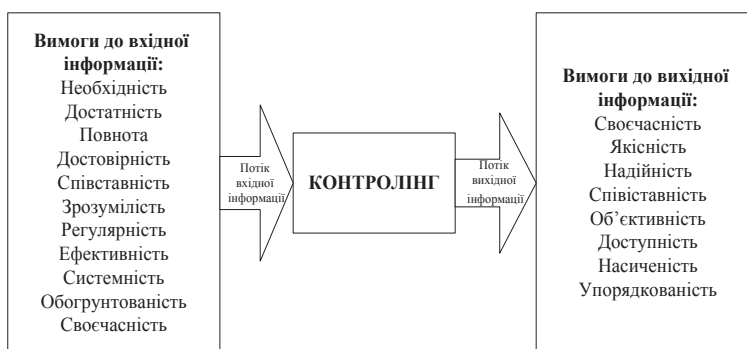 Вимоги до вхідної
інформації:
Необхідність
Достатність
Повнота
Достовірність
Співставність
Зрозумілість
Регулярність
Ефективність
Системність
Обогрунтованість
Своєчасність
Потік
вхідної
інформації
КОНТРОЛІНГ
Потік
вихідної
інформації
Вимоги до вихідної
інформації:
Своєчасність
Якісність
Надійність
Співіставність
Об’єктивність
Доступність
Насиченість
Упорядкованість